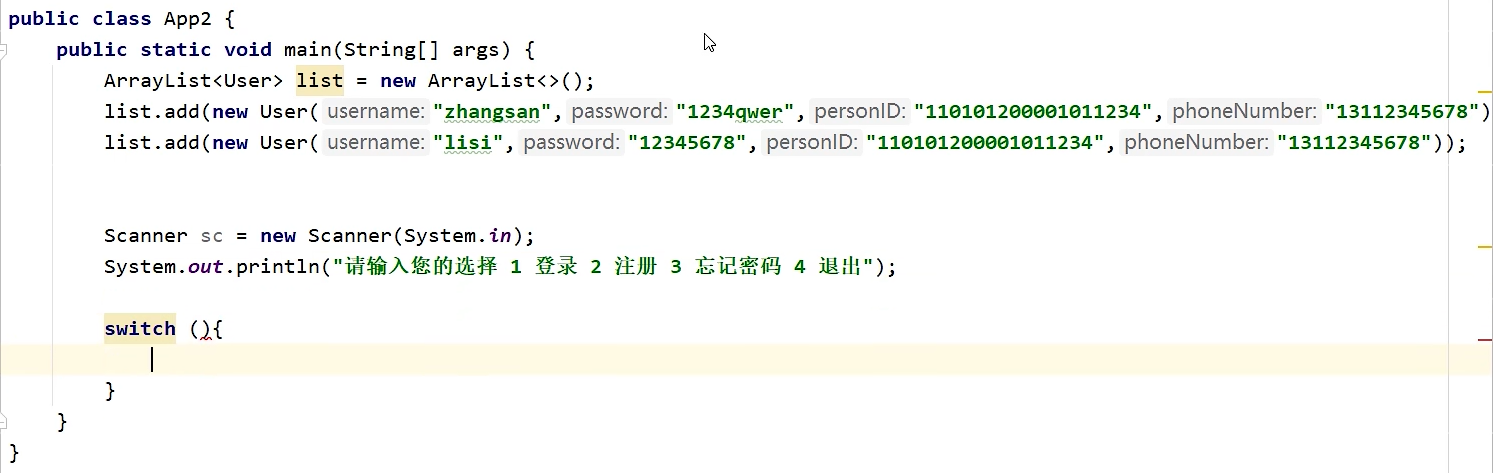 public class App2 {
public static void main(String[] args) {
ArrayList<User> list = new ArrayList<>();
list.add(new User( username: "zhangsan", password: "1234qwer", personID: "110101200001011234", phoneNumber: "13112345678")
list.add(new User( username: "lisi", password: "12345678", personID: "110101200001011234", phoneNumber: "13112345678"));
Scanner sc = new Scanner(System.in);
System.out.println("请输入您的选择 1 登录 2 注册 3 忘记密码 4 退出");
switch (){
}
}
}